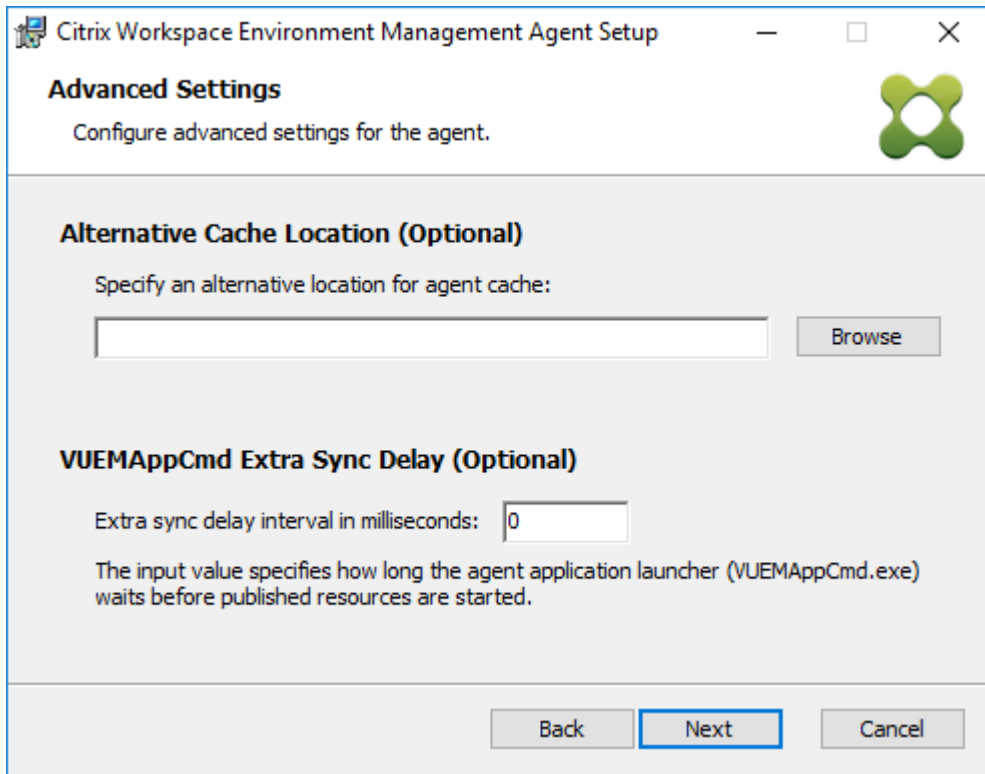 Citrix Workspace Environment Management Agent Setup
Advanced Settings
Configure advanced settings for the agent.
Alternative Cache Location (Optional)
Specify an alternative location for agent cache:
Browse
VUEMAppCmd Extra Sync Delay (Optional)
Extra sync delay interval in milliseconds: 0
The input value specifies how long the agent application launcher (VUEMAppCmd.exe)
waits before published resources are started.
Back Next Cancel